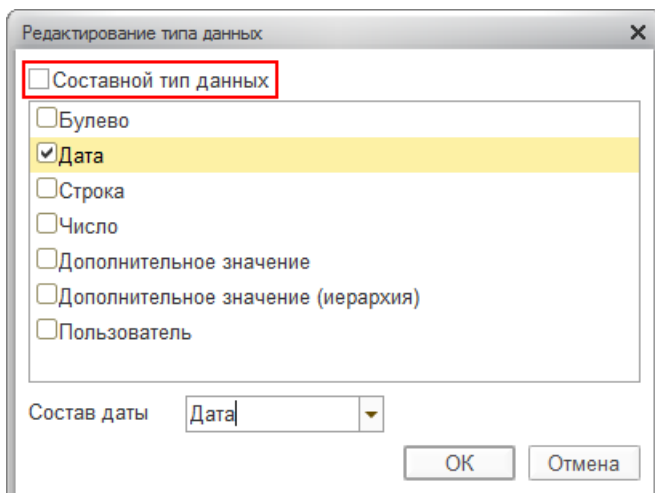 Редактирование типа данных
Составной тип данных
Булево
Дата
Строка
Число
Дополнительное значение
Дополнительное значение (иерархия)
Пользователь
Состав даты Дата
ОК Отмена